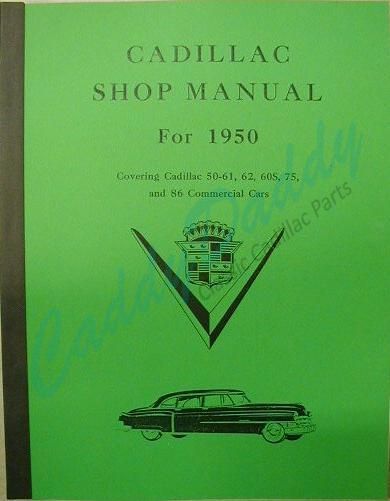 CADILLAC
SHOP MANUAL
For 1950
Covering Cadillac 50-61, 62, 60S, 75,
and 86 Commercial Cars
Caddy Daddy
Classic Cadillac Parts